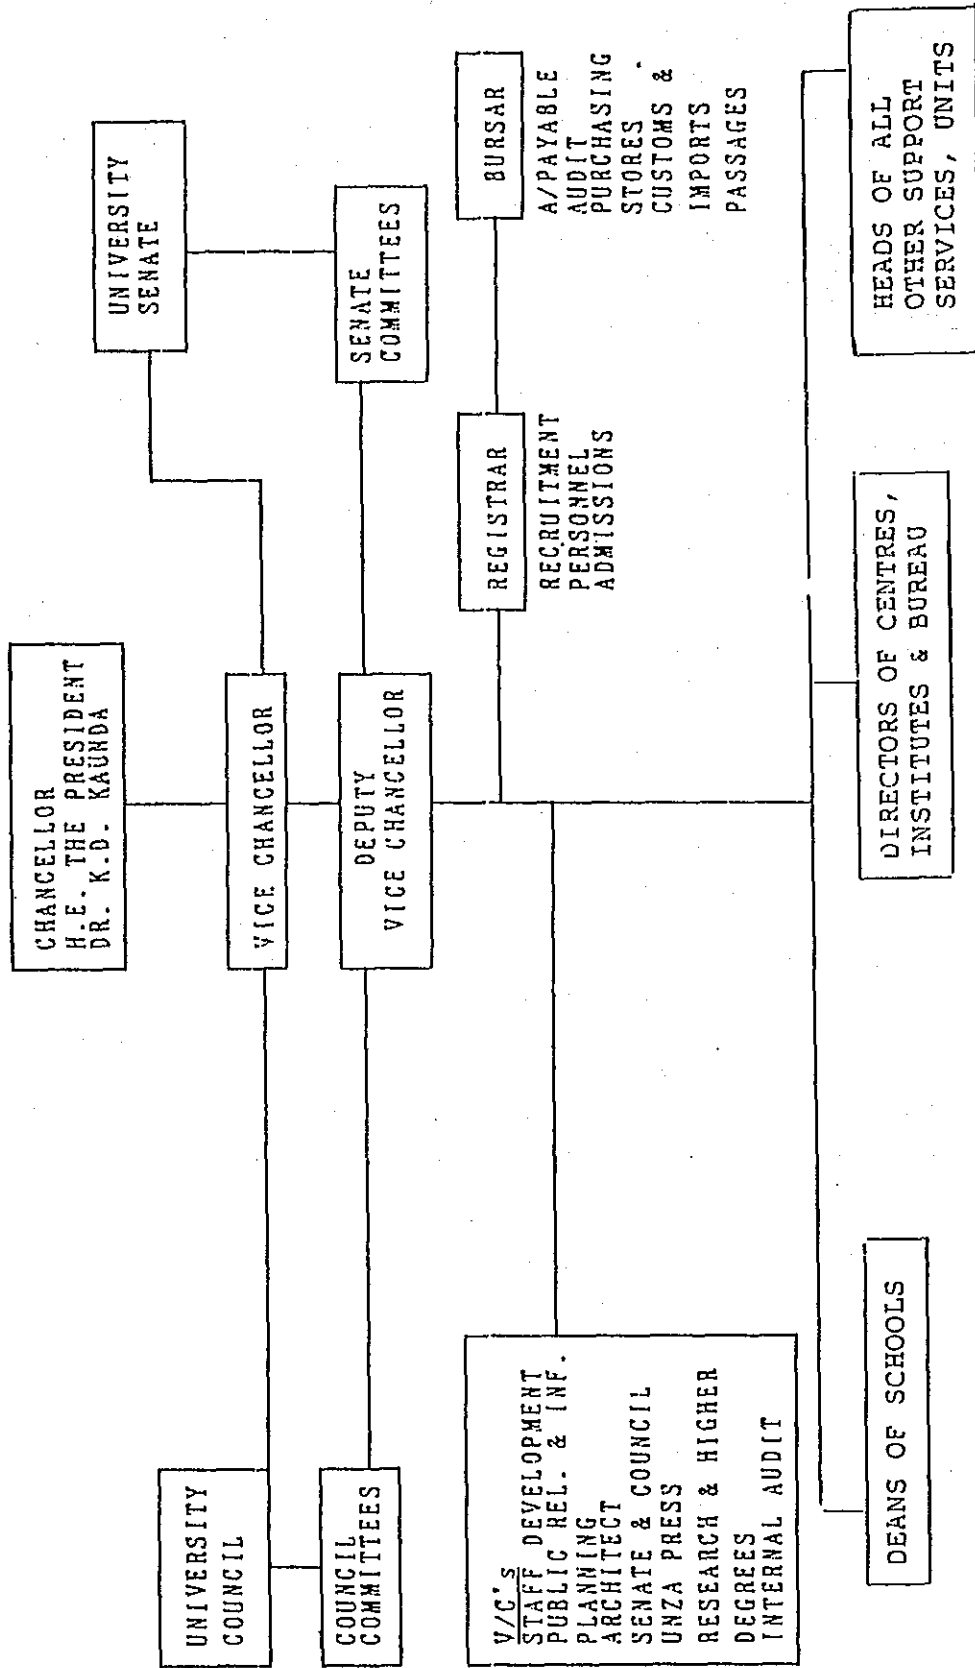 CHANCELLOR
H.E. THE PRESIDENT
DR. K.D. KAUNDA
UNIVERSITY
SENATE
UNIVERSITY
COUNCIL
VICE CHANCELLOR
COUNCIL
COMMITTEES
DEPUTY
VICE CHANCELLOR
SENATE
COMMITTEES
V/C's
STAFF DEVELOPMENT
PUBLIC REL. & INF.
PLANNING
ARCHITECT
SENATE & COUNCIL
UNZA PRESS
RESEARCH & HIGHER
DEGREES
INTERNAL AUDIT
REGISTRAR
RECRUITMENT
PERSONNEL
ADMISSIONS
BURSAR
A/PAYABLE
AUDIT
PURCHASING
STORES
CUSTOMS &
IMPORTS
PASSAGES
DEANS OF SCHOOLS
DIRECTORS OF CENTRES,
INSTITUTES & BUREAU
HEADS OF ALL
OTHER SUPPORT
SERVICES, UNITS